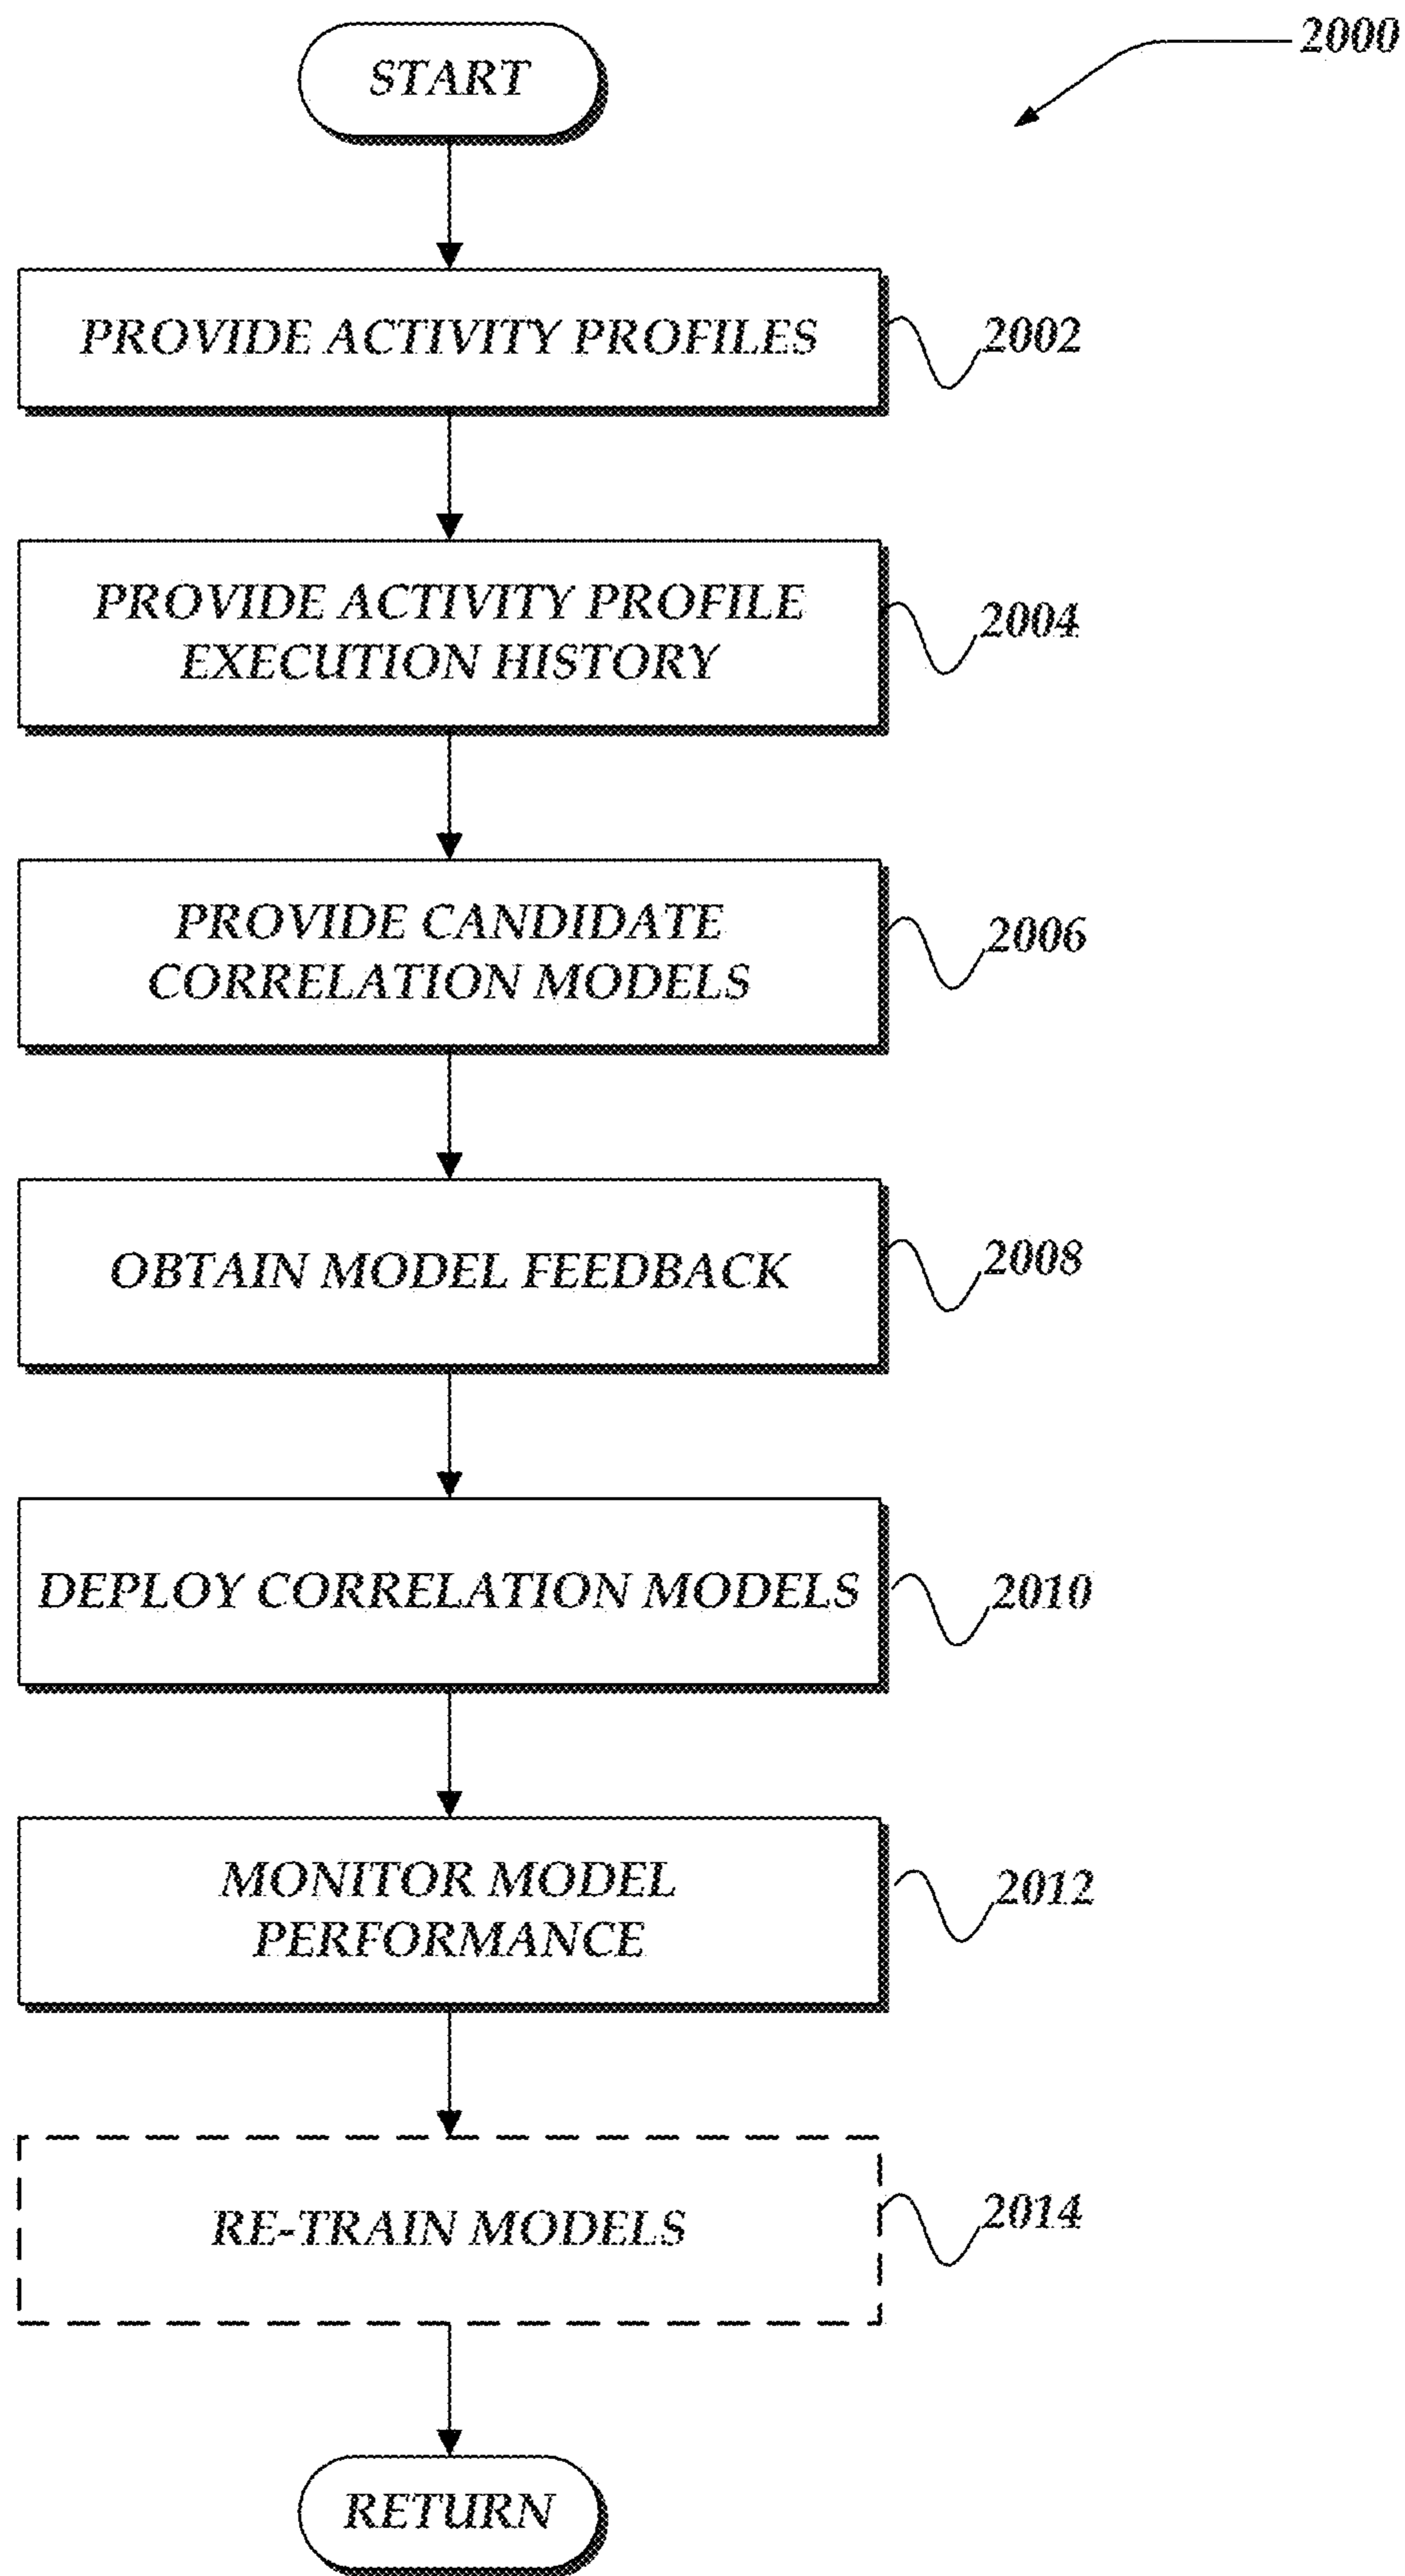 2000
START
PROVIDE ACTIVITY PROFILES
2002
PROVIDE ACTIVITY PROFILE
EXECUTION HISTORY
2004
PROVIDE CANDIDATE
CORRELATION MODELS
2006
OBTAIN MODEL FEEDBACK
2008
DEPLOY CORRELATION MODELS
2010
MONITOR MODEL
PERFORMANCE
2012
RE-TRAIN MODELS
2014
RETURN